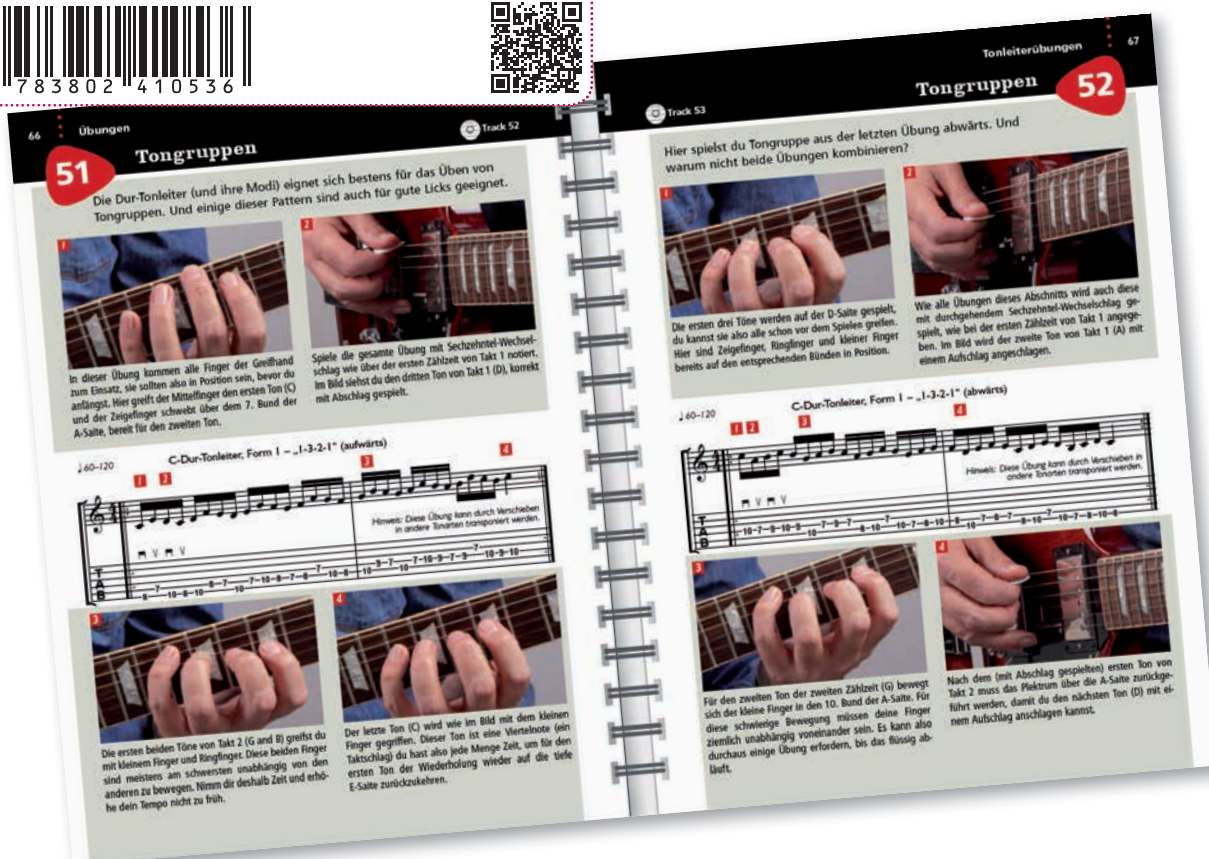 783802 410536
66
Übungen
Track 52
51
Tongruppen
Die Dur-Tonleiter (und ihre Modi) eignet sich bestens für das Üben von
Tongruppen. Und einige dieser Pattern sind auch für gute Licks geeignet.
1
2
In dieser Übung kommen alle Finger der Greifhand
zum Einsatz, sie sollten also in Position sein, bevor du
anfängst. Hier greift der Mittelfinger den ersten Ton (C)
und der Zeigefinger schwebt über dem 7. Bund der
A-Saite, bereit für den zweiten Ton.
Spiele die gesamte Übung mit Sechzehntel-Wechsel-
schlag wie über der ersten Zählzeit von Takt 1 notiert.
Im Bild siehst du den dritten Ton von Takt 1 (D), korrekt
mit Abschlag gespielt.
♩60–120
C-Dur-Tonleiter, Form 1 – „1-3-2-1“ (aufwärts)
1
2
3
4
Hinweis: Diese Übung kann durch Verschieben
in andere Tonarten transponiert werden.
T
A
B
3
4
Die ersten beiden Töne von Takt 2 (G and B) greifst du
mit kleinem Finger und Ringfinger. Diese beiden Finger
sind meistens am schwersten unabhängig von den
anderen zu bewegen. Nimm dir deshalb Zeit und erhö-
he dein Tempo nicht zu früh.
Der letzte Ton (C) wird wie im Bild mit dem kleinen
Finger gegriffen. Dieser Ton ist eine Viertelnote (ein
Taktschlag) du hast also jede Menge Zeit, um für den
ersten Ton der Wiederholung wieder auf die tiefe
E-Saite zurückzukehren.
Tonleiterübungen
67
Tongruppen
52
Track 53
Hier spielst du Tongruppe aus der letzten Übung abwärts. Und
warum nicht beide Übungen kombinieren?
1
2
Die ersten drei Töne werden auf der D-Saite gespielt,
du kannst sie also alle schon vor dem Spielen greifen.
Hier sind Zeigefinger, Ringfinger und kleiner Finger
bereits auf den entsprechenden Bünden in Position.
Wie alle Übungen dieses Abschnitts wird auch diese
mit durchgehendem Sechzehntel-Wechselschlag ge-
spielt, wie bei der ersten Zählzeit von Takt 1 angege-
ben. Im Bild wird der zweite Ton von Takt 1 (A) mit
einem Aufschlag angeschlagen.
♩60–120
C-Dur-Tonleiter, Form 1 – „1-3-2-1“ (abwärts)
1
2
3
4
Hinweis: Diese Übung kann durch Verschieben in
andere Tonarten transponiert werden.
T
A
B
3
4
Für den zweiten Ton der zweiten Zählzeit (G) bewegt
sich der kleine Finger in den 10. Bund der A-Saite. Für
diese schwierige Bewegung müssen deine Finger
ziemlich unabhängig voneinander sein. Es kann also
durchaus einige Übung erfordern, bis das flüssig ab-
läuft.
Nach dem (mit Abschlag gespielten) ersten Ton von
Takt 2 muss das Plektrum über die A-Saite zurückge-
führt werden, damit du den nächsten Ton (D) mit ei-
nem Aufschlag anschlagen kannst.